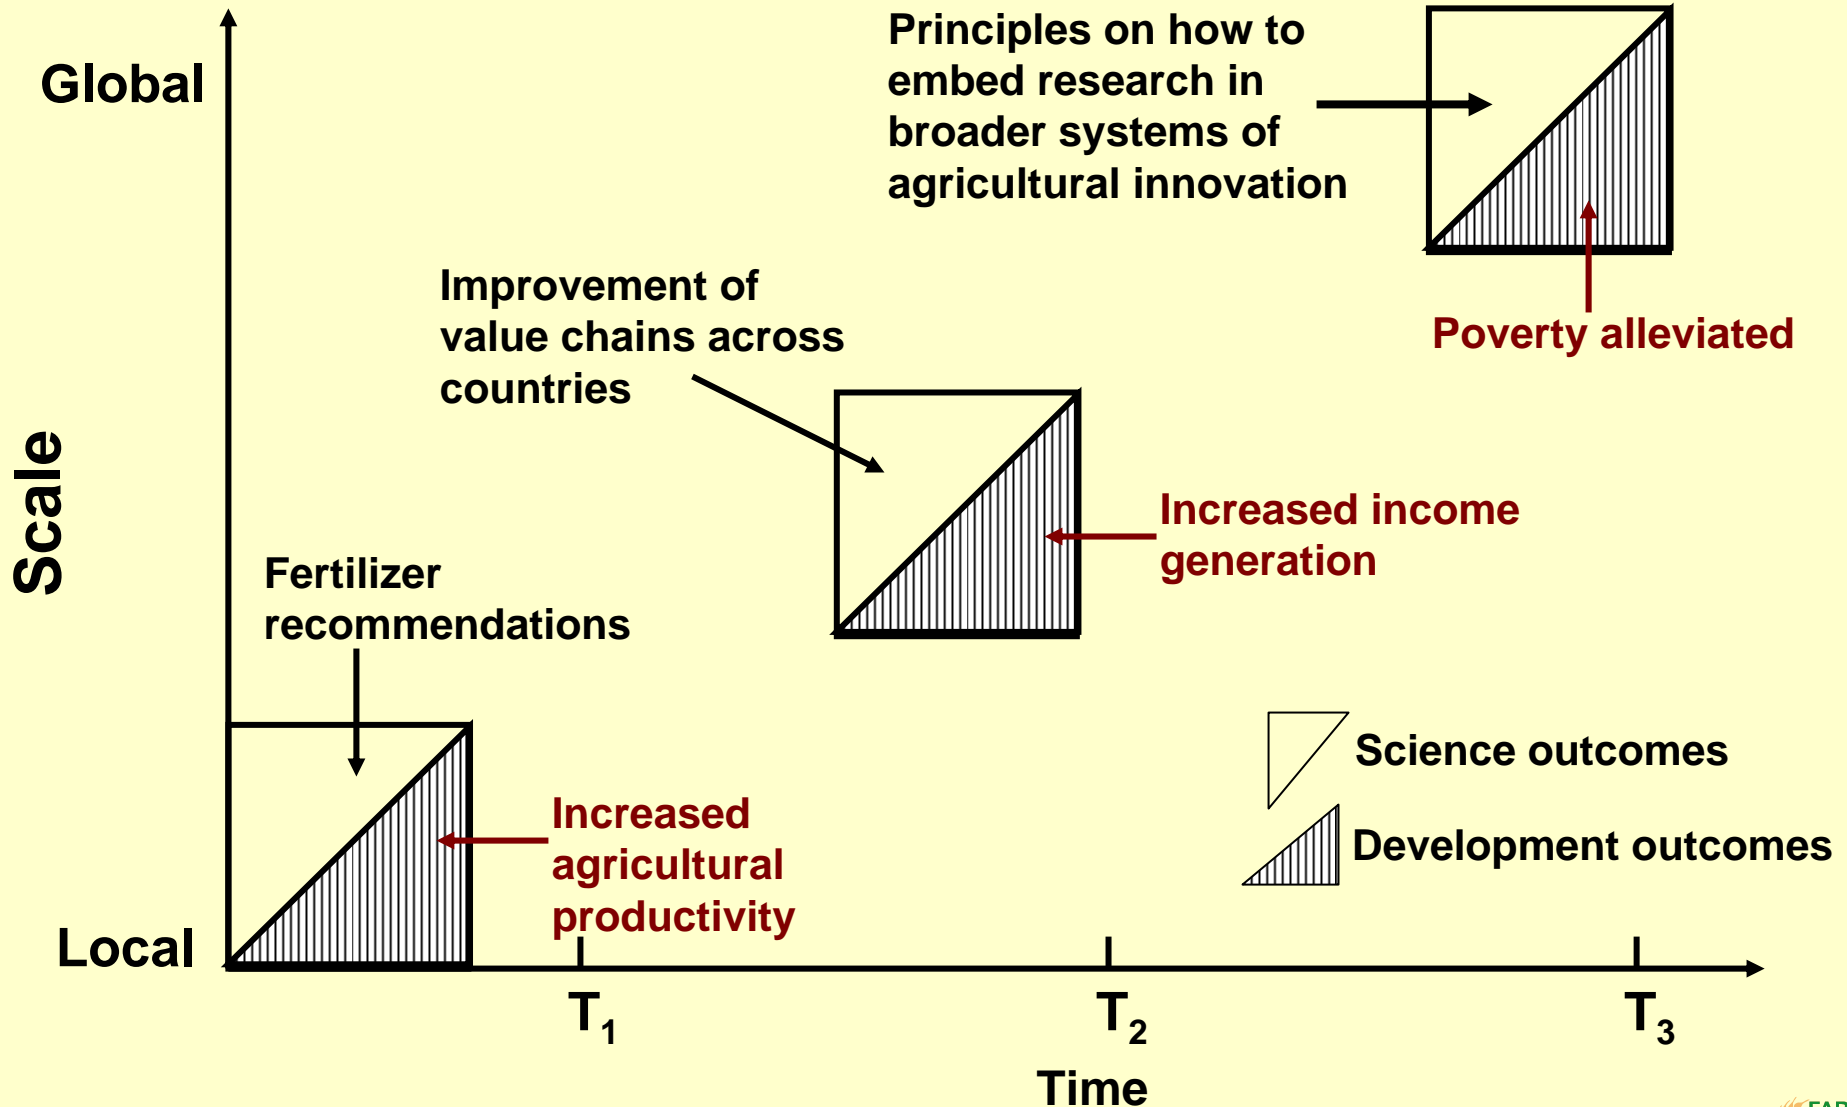 Principles on how to
embed research in
broader systems of
agricultural innovation
Global
Poverty alleviated
Improvement of
value chains across
countries
Scale
Increased income
generation
Fertilizer
recommendations
Science outcomes
Development outcomes
Increased
agricultural
productivity
Local
T1
T2
T3
Time